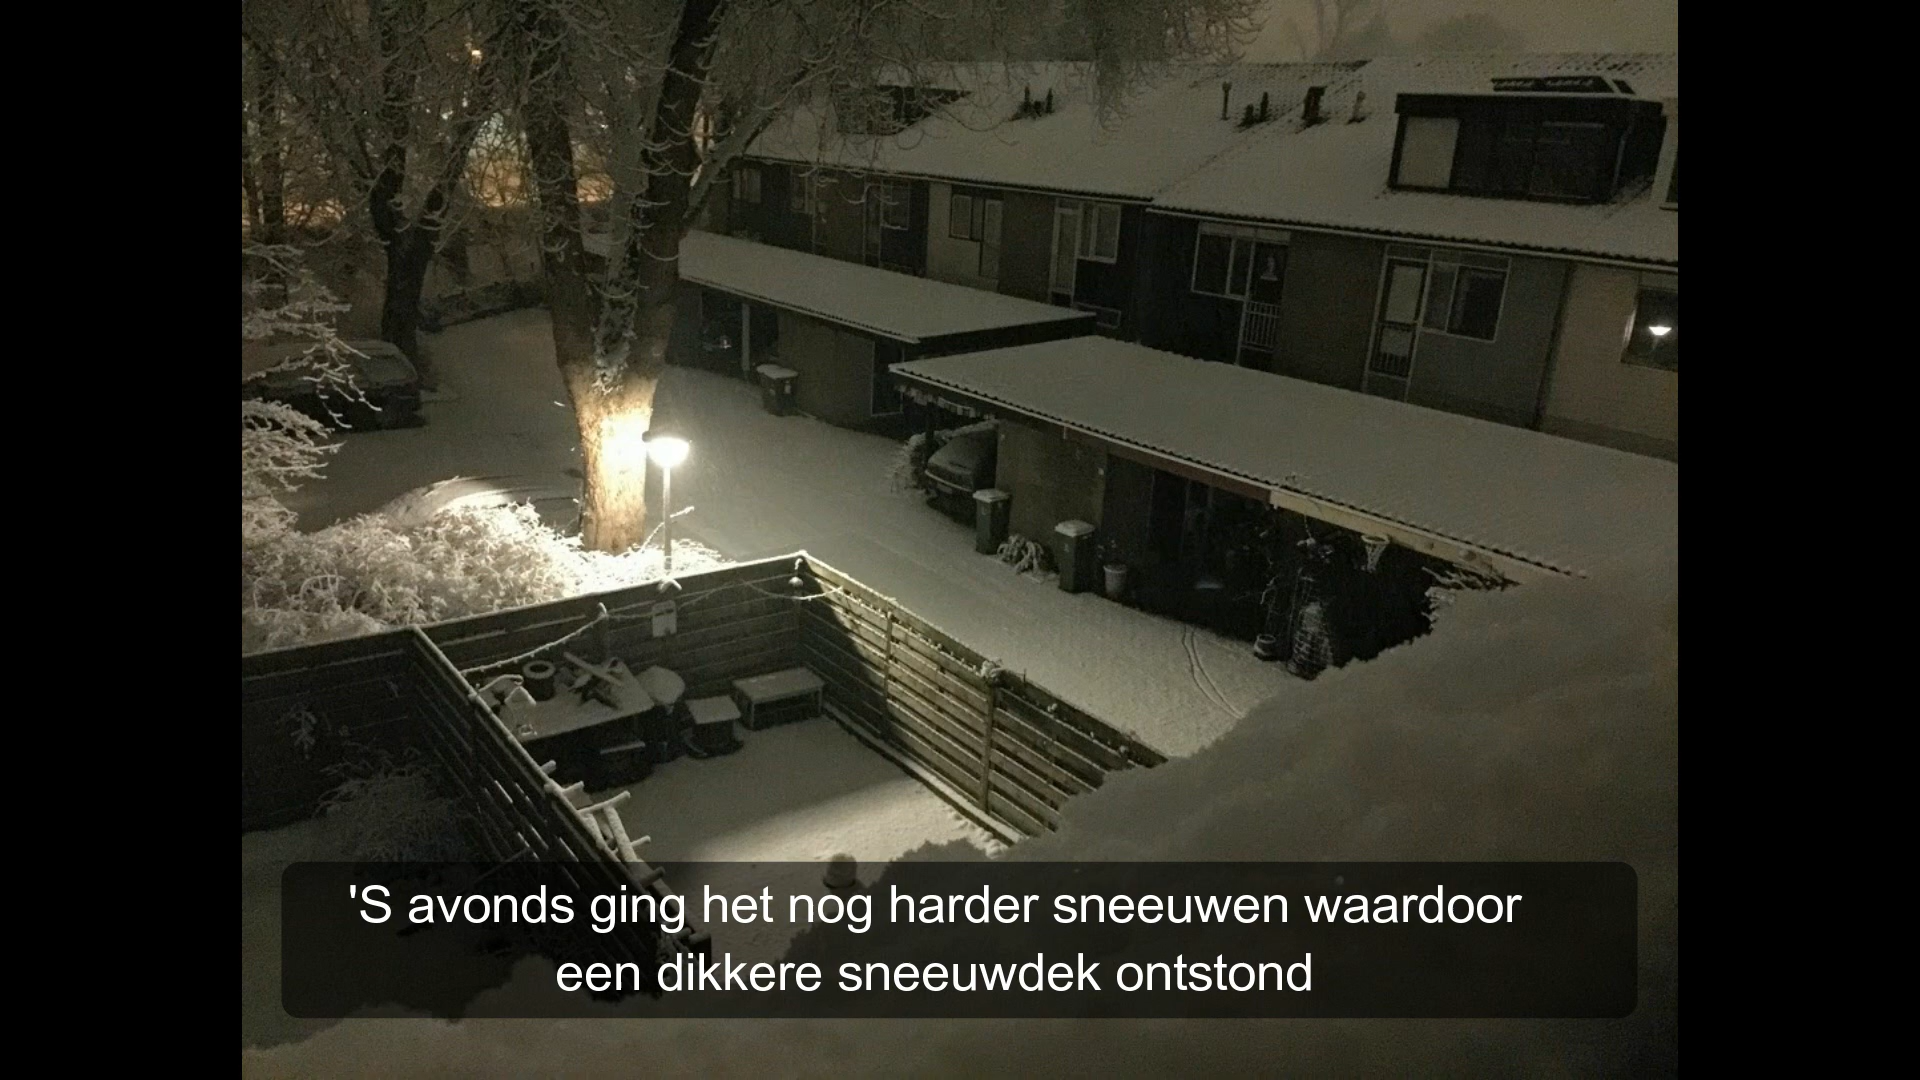 'S avonds ging het nog harder sneeuwen waardoor
een dikkere sneeuwdek ontstond